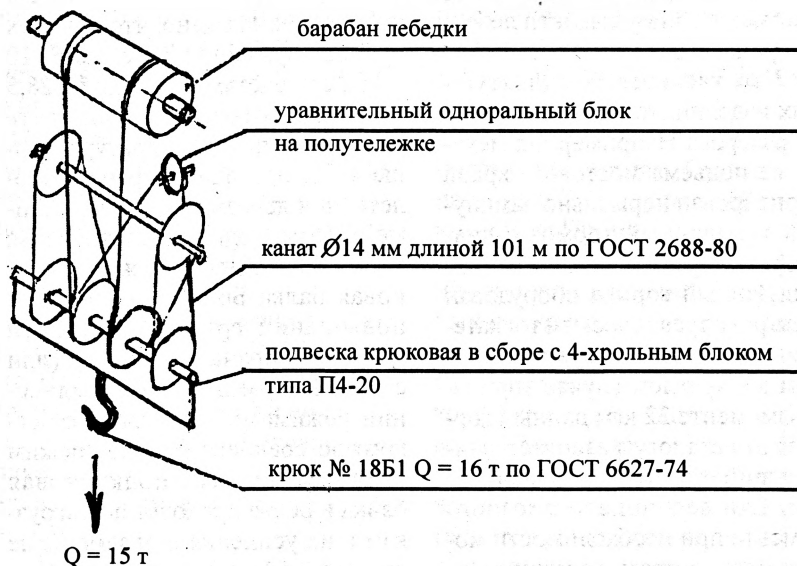 барабан лебедки
уравнительный одноральный блок
на полутележке
канат Ø14 мм длиной 101 м по ГОСТ 2688-80
подвеска крюковая в сборе с 4-хрольным блоком
типа П4-20
крюк № 18Б1 Q = 16 т по ГОСТ 6627-74
Q = 15 т